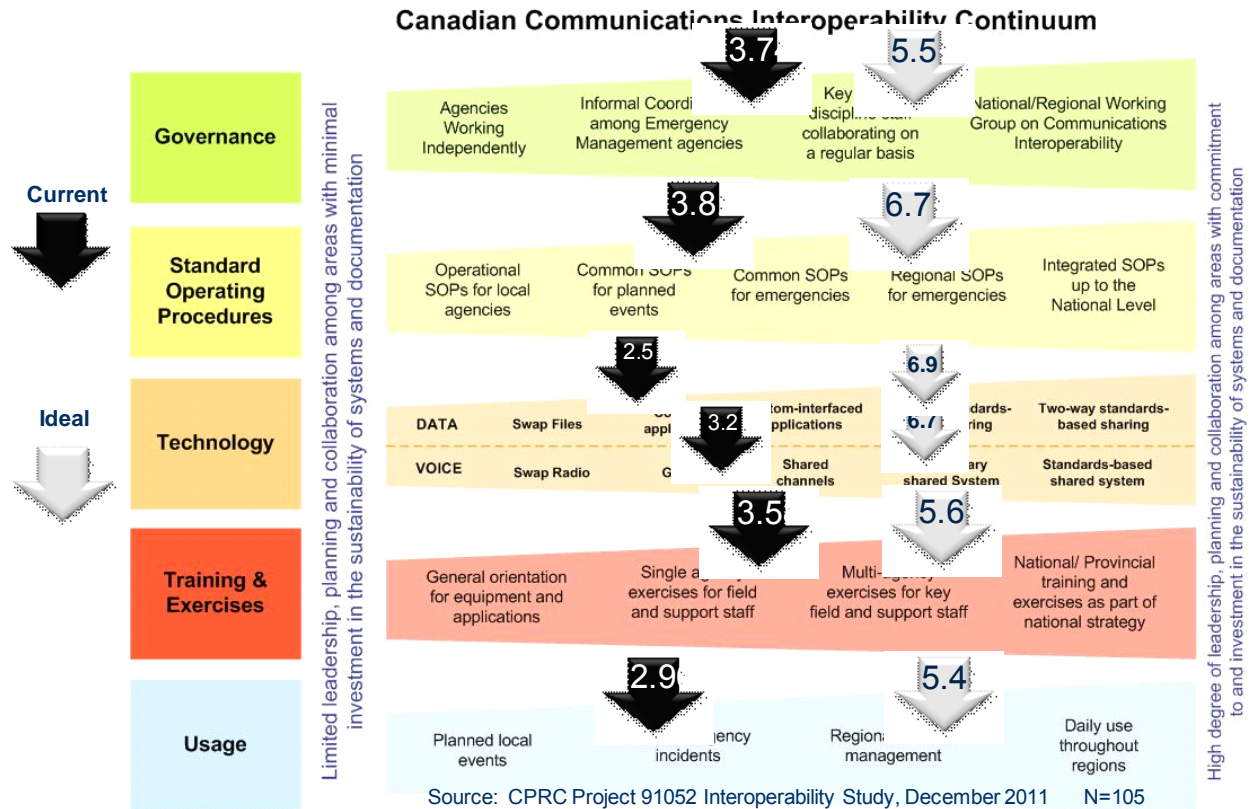 Canadian Communications Interoperability Continuum
3.7
5.5
Governance
Agencies
Working
Independently
Informal
among Emergency
Management agencies
Key
discipline staff
collaborating on
a regular basis
National/Regional Working
Group on Communications
Interoperability
Current
3.8
6.7
Standard
Operating
Procedures
Operational
SOPs for local
agencies
Common SOPs
for planned
events
Common SOPs
for emergencies
Regional SOPs
for emergencies
Integrated SOPs
up to the
National Level
2.5
6.9
Ideal
Technology
DATA
Swap Files
3.2
6.7
Two-way standards-
based sharing
VOICE
Swap Radio
Shared
channels
shared System
Standards-based
shared system
3.5
5.6
Training &
Exercises
General orientation
for equipment and
applications
Single agency
exercises for field
and support staff
Multi-agency
exercises for key
field and support staff
National/ Provincial
training and
exercises as part of
national strategy
2.9
5.4
Usage
Planned local
events
incidents
Regional
management
Daily use
throughout
regions
Limited leadership, planning and collaboration among areas with minimal
investment in the sustainability of systems and documentation
High degree of leadership, planning and collaboration among areas with commitment
to and investment in the sustainability of systems and documentation
Source: CPRC Project 91052 Interoperability Study, December 2011 N=105